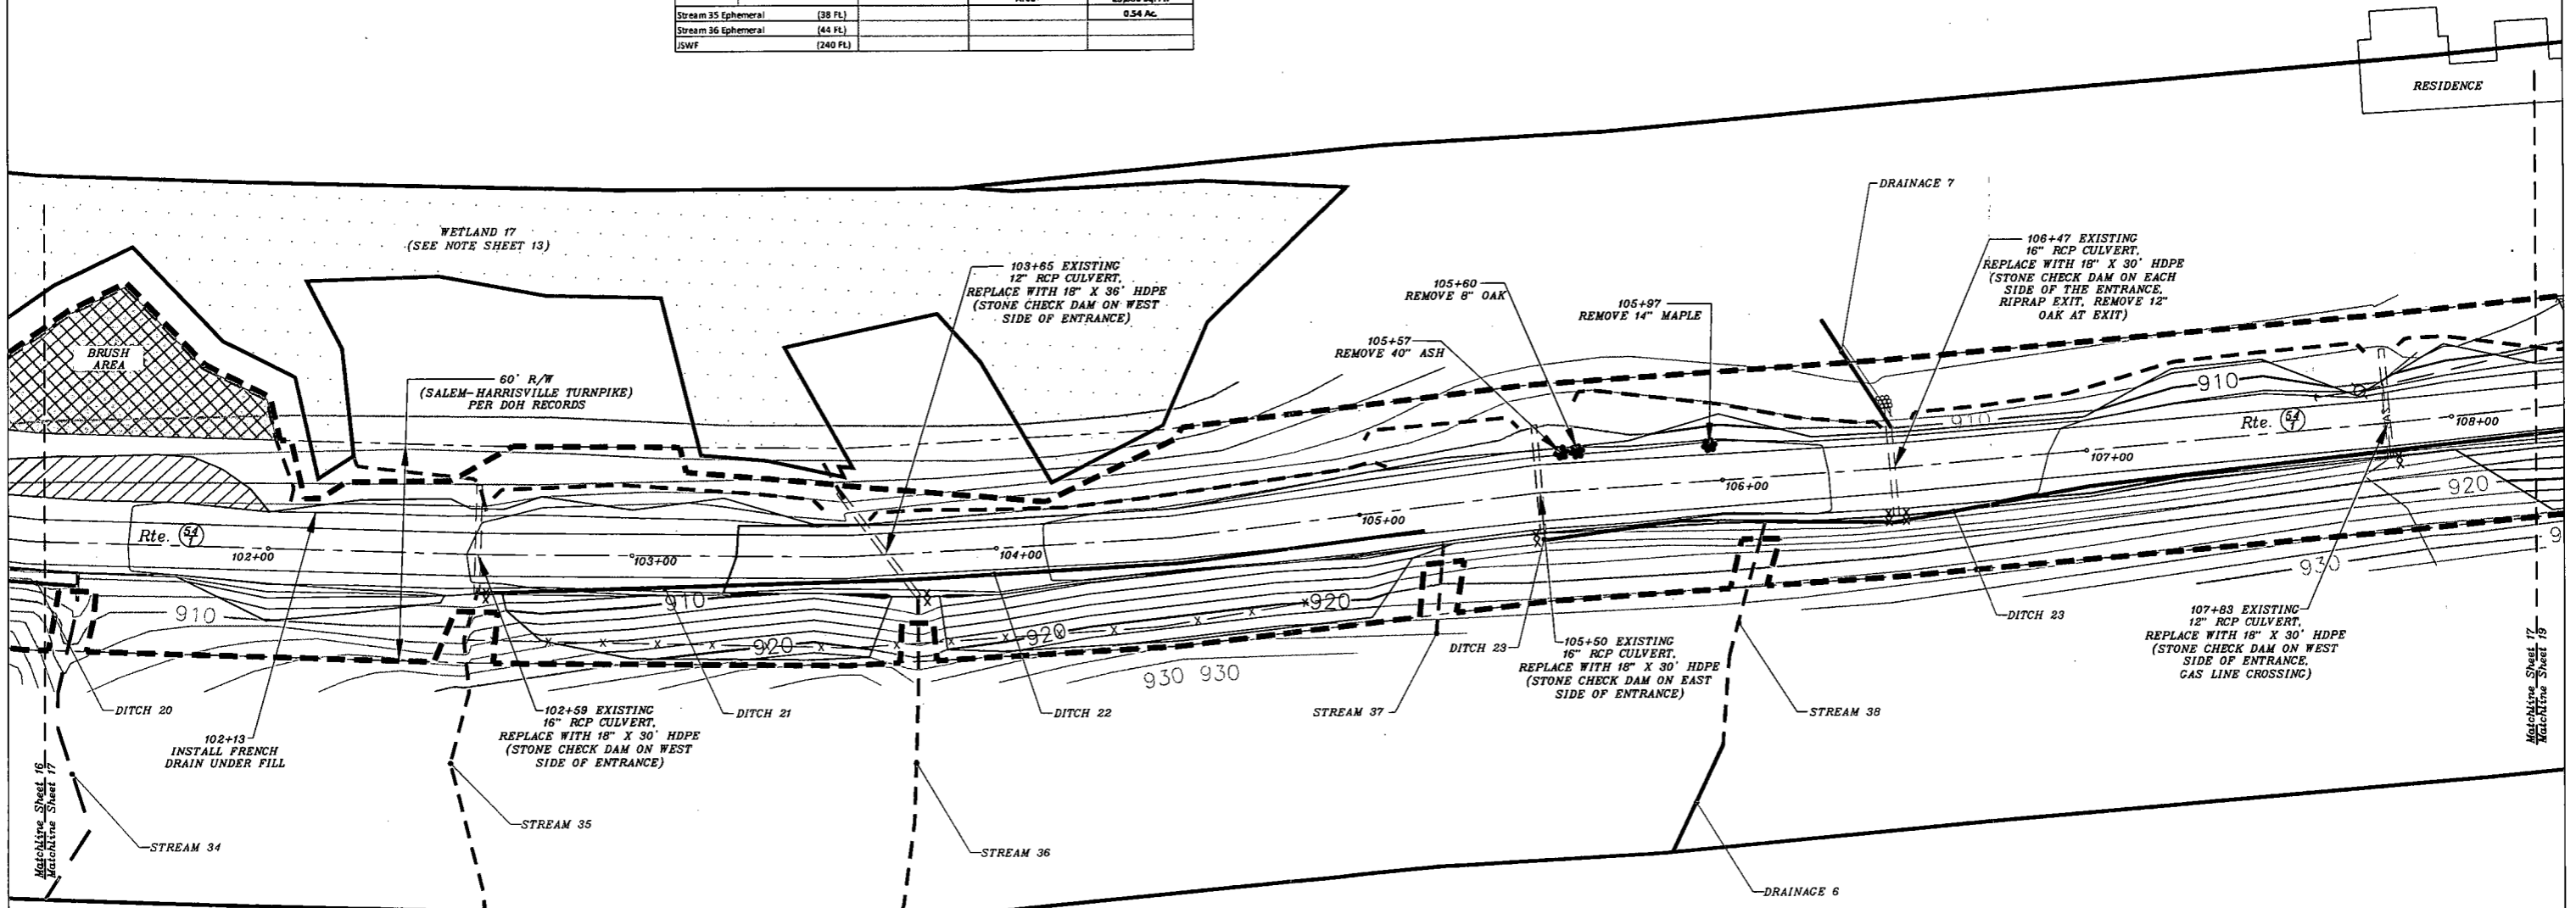 Stream 35 Ephemeral (38 Ft.) 0.54 Ac.
Stream 36 Ephemeral (44 Ft.)
JSWF (240 Ft.)
RESIDENCE
WETLAND 17
(SEE NOTE SHEET 13)
BRUSH
AREA
60' R/W
(SALEM-HARRISVILLE TURNPIKE)
PER DOH RECORDS
103+65 EXISTING
12" RCP CULVERT,
REPLACE WITH 18" X 36' HDPE
(STONE CHECK DAM ON WEST
SIDE OF ENTRANCE)
105+60
REMOVE 8" OAK
105+57
REMOVE 40" ASH
105+97
REMOVE 14" MAPLE
DRAINAGE 7
106+47 EXISTING
16" RCP CULVERT,
REPLACE WITH 18" X 30' HDPE
(STONE CHECK DAM ON EACH
SIDE OF THE ENTRANCE,
RIPRAP EXIT, REMOVE 12"
OAK AT EXIT)
910
910
Rte. 54/1
108+00
107+00
106+00
105+00
104+00
103+00
102+00
Rte. 54/1
910
910
920
920
920
920
930
930 930
DITCH 20
102+13
INSTALL FRENCH
DRAIN UNDER FILL
102+59 EXISTING
16" RCP CULVERT,
REPLACE WITH 18" X 30' HDPE
(STONE CHECK DAM ON WEST
SIDE OF ENTRANCE)
DITCH 21
DITCH 22
STREAM 37
DITCH 23
105+50 EXISTING
16" RCP CULVERT,
REPLACE WITH 18" X 30' HDPE
(STONE CHECK DAM ON EAST
SIDE OF ENTRANCE)
STREAM 38
DITCH 23
107+83 EXISTING
12" RCP CULVERT,
REPLACE WITH 18" X 30' HDPE
(STONE CHECK DAM ON WEST
SIDE OF ENTRANCE,
GAS LINE CROSSING)
Matchline Sheet 16
Matchline Sheet 17
Matchline Sheet 17
Matchline Sheet 19
STREAM 34
STREAM 35
STREAM 36
DRAINAGE 6